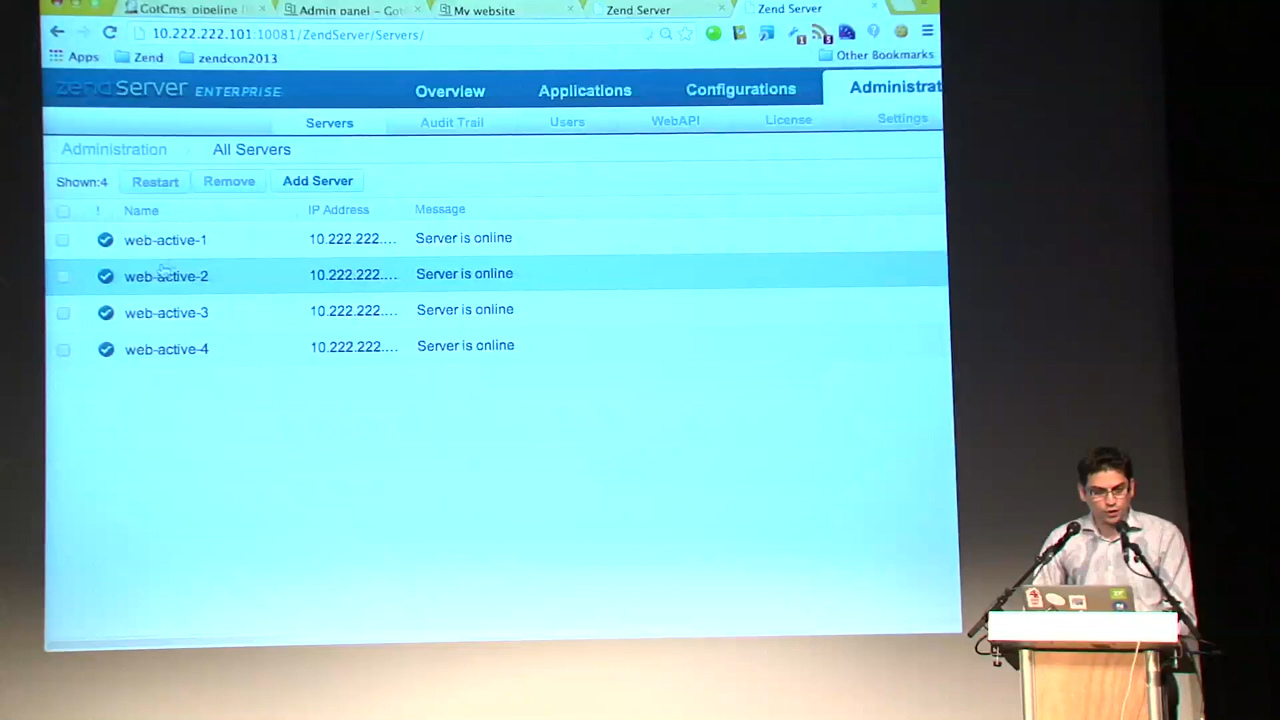 GotCms pipeline
Admin panel - Got
My website
Zend Server
Zend Server
10.222.222.101:10081/ZendServer/Servers/
Apps
Zend
zendcon2013
Other Bookmarks
zend Server ENTERPRISE
Overview
Applications
Configurations
Administrat
Servers
Audit Trail
Users
WebAPI
License
Settings
Administration
All Servers
Shown:4
Restart
Remove
Add Server
! Name IP Address Message
web-active-1 10.222.222.... Server is online
web-active-2 10.222.222.... Server is online
web-active-3 10.222.222.... Server is online
web-active-4 10.222.222.... Server is online